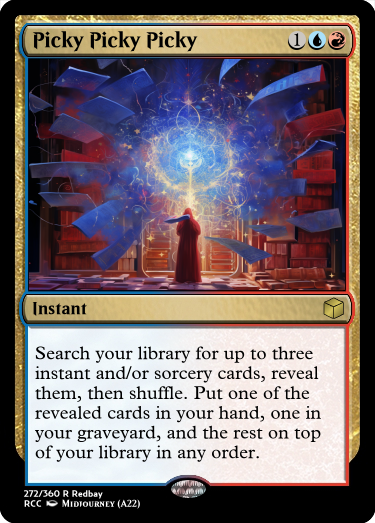 Picky Picky Picky 1
Instant
Search your library for up to three
instant and/or sorcery cards, reveal
them, then shuffle. Put one of the
revealed cards in your hand, one in
your graveyard, and the rest on top
of your library in any order.
272/360 R Redbay
RCC Midjourney (A22)